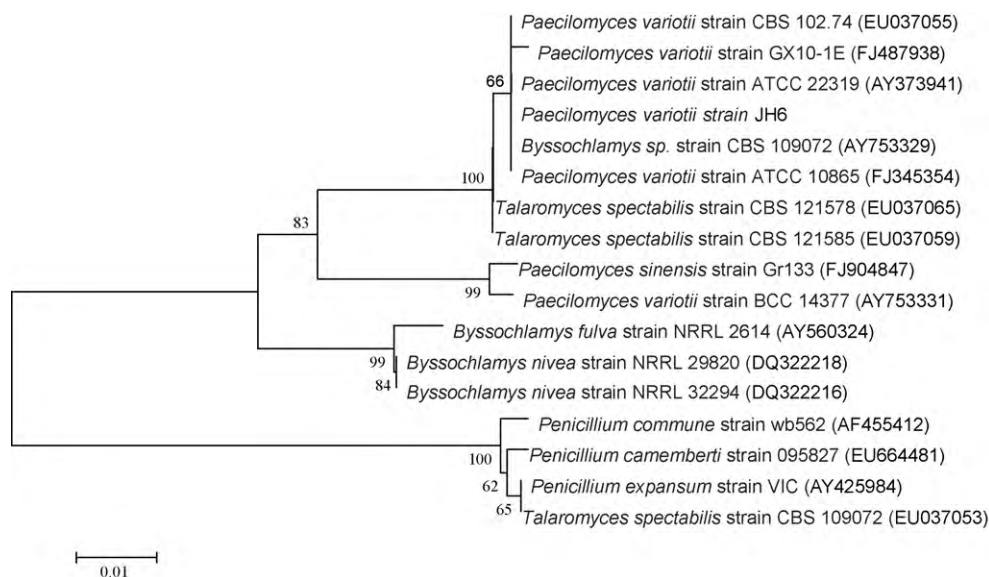 Paecilomyces variotii strain CBS 102.74 (EU037055)
Paecilomyces variotii strain GX10-1E (FJ487938)
66
Paecilomyces variotii strain ATCC 22319 (AY373941)
Paecilomyces variotii strain JH6
Byssochlamys sp. strain CBS 109072 (AY753329)
100
Paecilomyces variotii strain ATCC 10865 (FJ345354)
Talaromyces spectabilis strain CBS 121578 (EU037065)
83
Talaromyces spectabilis strain CBS 121585 (EU037059)
Paecilomyces sinensis strain Gr133 (FJ904847)
99
Paecilomyces variotii strain BCC 14377 (AY753331)
Byssochlamys fulva strain NRRL 2614 (AY560324)
99
Byssochlamys nivea strain NRRL 29820 (DQ322218)
84
Byssochlamys nivea strain NRRL 32294 (DQ322216)
Penicillium commune strain wb562 (AF455412)
100
Penicillium camemberti strain 095827 (EU664481)
62
Penicillium expansum strain VIC (AY425984)
65
Talaromyces spectabilis strain CBS 109072 (EU037053)
0.01